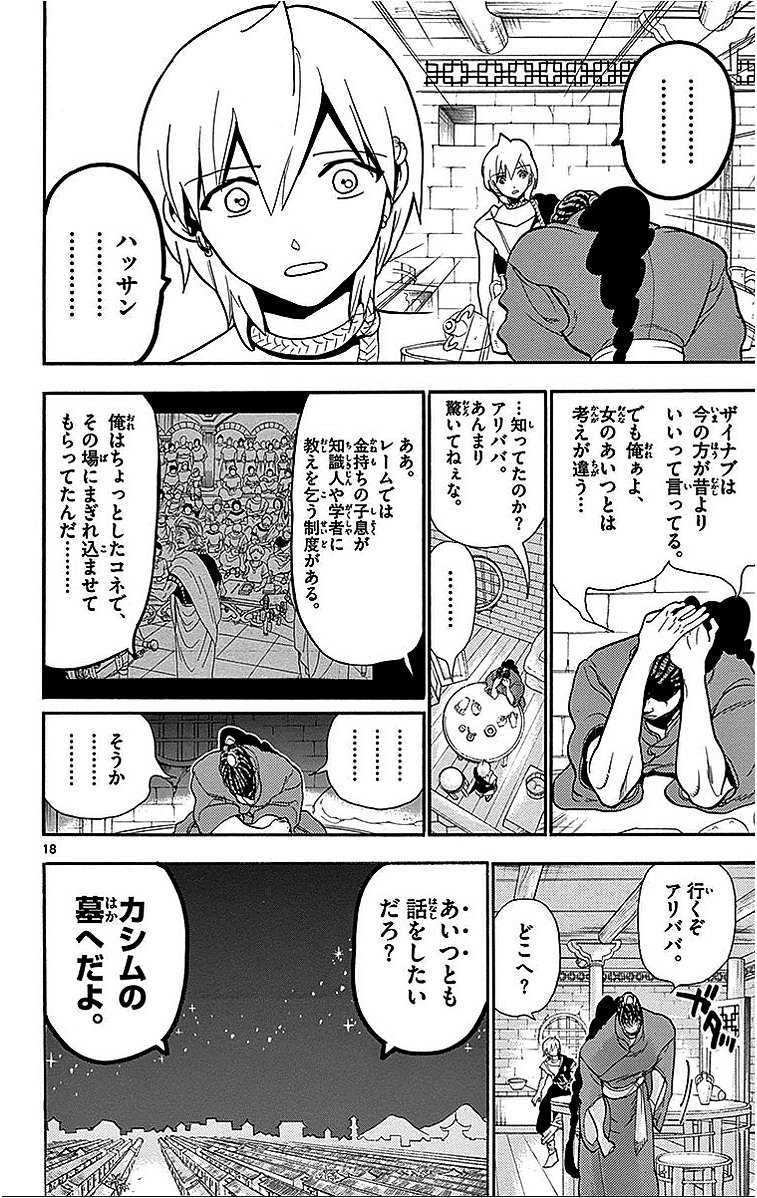 ………
………
ハッサン
………
………
ザイナブは
今の方が昔より
いいって言ってる。
でも俺ぁよ、
女のあいつとは
考えが違う…
…知ってたのか?
アリババ。
あんまり
驚いてねぇな。
………
ああ。
レームでは
金持ちの子息が
知識人や学者に
教えを乞う制度がある。
俺はちょっとしたコネで、
その場にまぎれ込ませて
もらってたんだ………
………
………
そうか
………
………
行くぞ
アリババ。
どこへ?
ガタッ
あいつとも
話をしたい
だろ?
カシムの
墓へだよ。
18